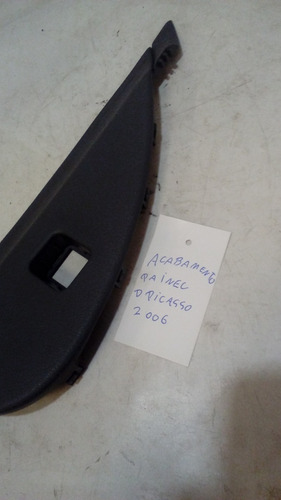 ACABAMENTO
PAINEL
D PICASSO
2006